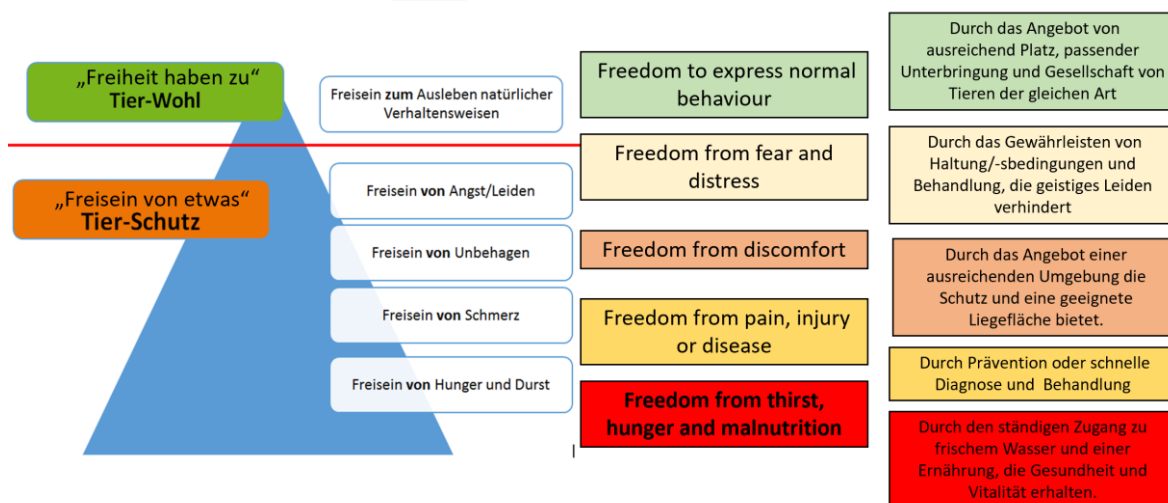 „Freiheit haben zu“
Tier-Wohl
Freisein zum Ausleben natürlicher
Verhaltensweisen
Freedom to express normal
behaviour
Durch das Angebot von
ausreichend Platz, passender
Unterbringung und Gesellschaft von
Tieren der gleichen Art
„Freisein von etwas“
Tier-Schutz
Freisein von Angst/Leiden
Freedom from fear and
distress
Durch das Gewährleisten von
Haltung/-sbedingungen und
Behandlung, die geistiges Leiden
verhindert
Freisein von Unbehagen
Freedom from discomfort
Durch das Angebot einer
ausreichenden Umgebung die
Schutz und eine geeignete
Liegefläche bietet.
Freisein von Schmerz
Freedom from pain, injury
or disease
Durch Prävention oder schnelle
Diagnose und Behandlung
Freisein von Hunger und Durst
Freedom from thirst,
hunger and malnutrition
Durch den ständigen Zugang zu
frischem Wasser und einer
Ernährung, die Gesundheit und
Vitalität erhalten.